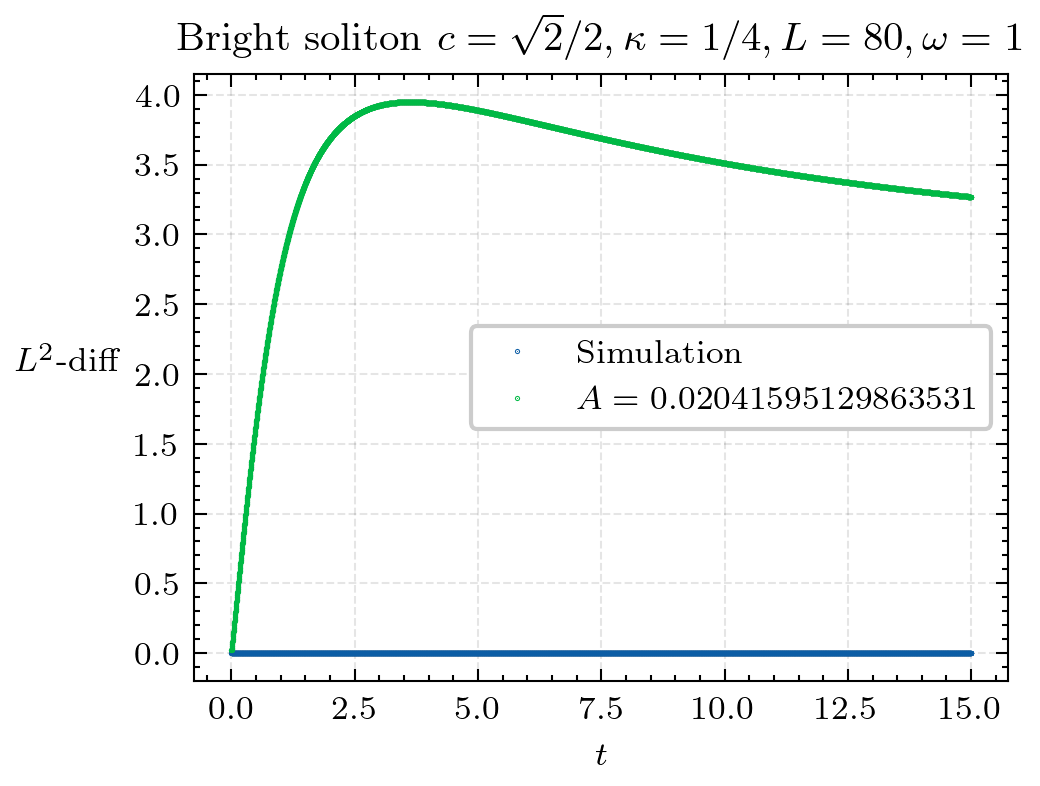 Bright soliton c = √2/2, κ = 1/4, L = 80, ω = 1
4.0
3.5
3.0
2.5
2.0
1.5
1.0
0.5
0.0
L²-diff
Simulation
A = 0.02041595129863531
0.0 2.5 5.0 7.5 10.0 12.5 15.0
t